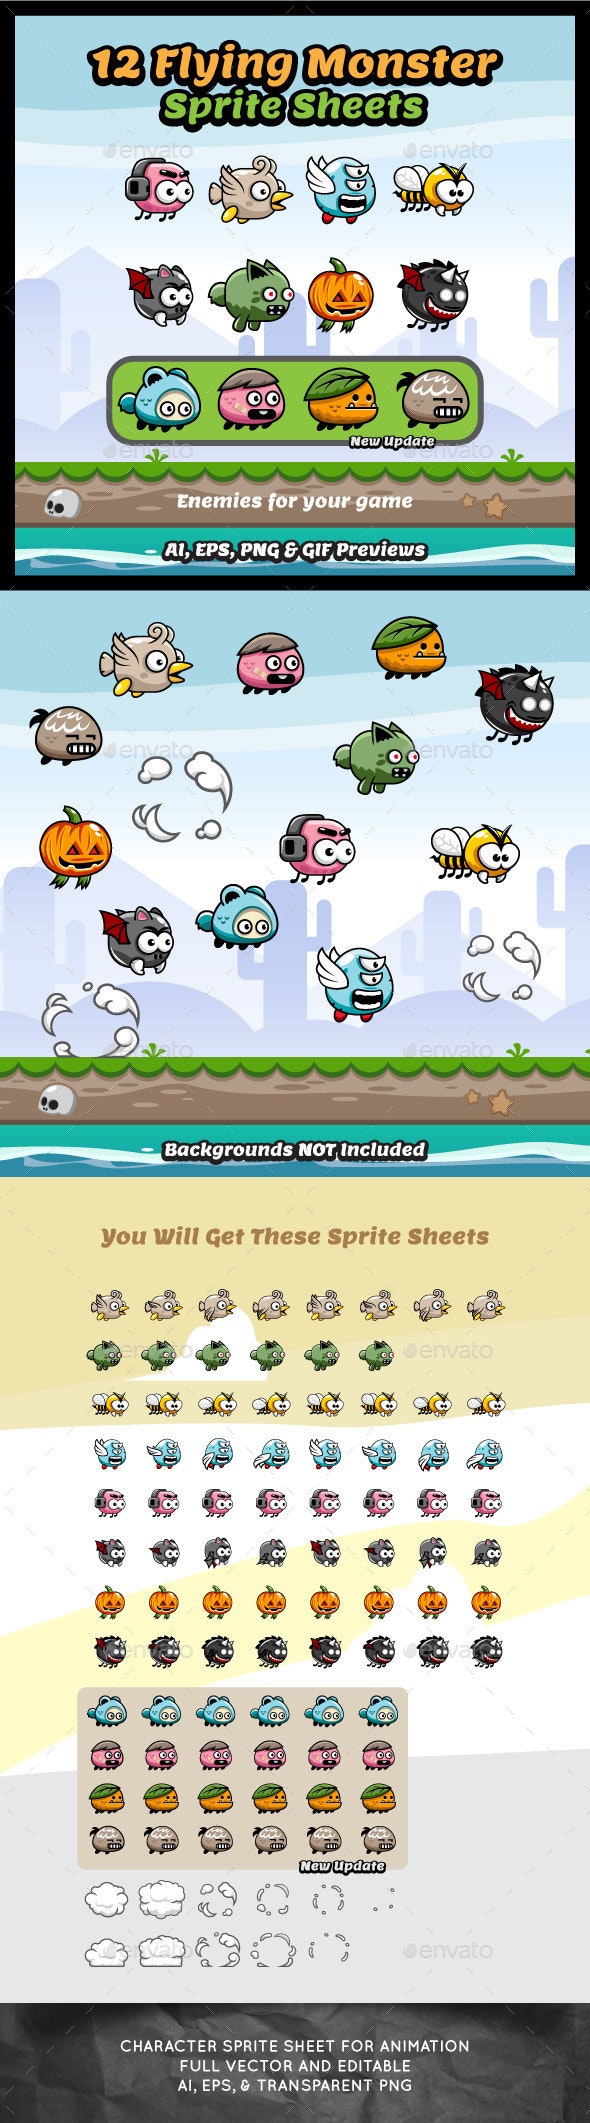 12 Flying Monster
Sprite Sheets
envato
envato
New Update
envato
envato
Enemies for your game
AI, EPS, PNG & GIF Previews
envato
envato
envato
envato
Backgrounds NOT Included
You Will Get These Sprite Sheets
envato
envato
envato
envato
New Update
envato
envato
CHARACTER SPRITE SHEET FOR ANIMATION
FULL VECTOR AND EDITABLE
AI, EPS, & TRANSPARENT PNG